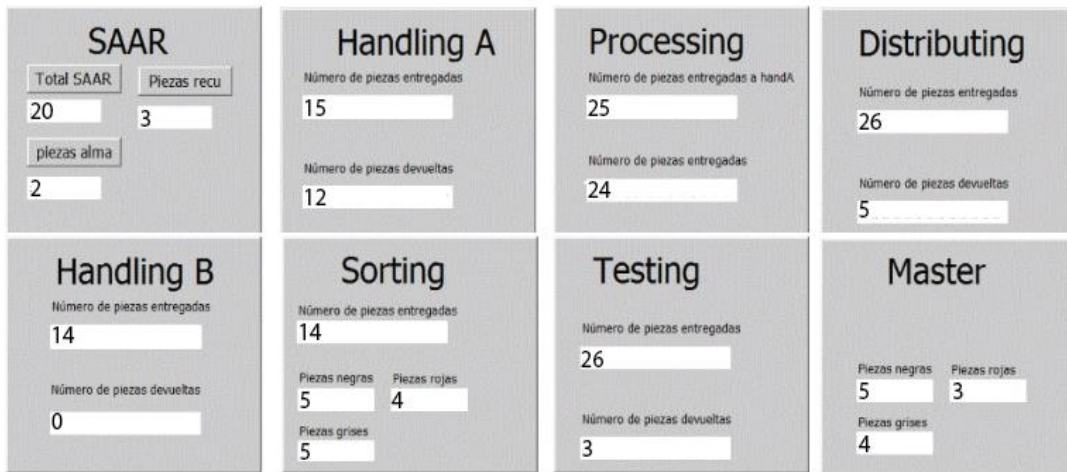 SAAR
Total SAAR
Piezas recu
20
3
piezas alma
2
Handling A
Número de piezas entregadas
15
Número de piezas devueltas
12
Processing
Número de piezas entregadas a handA
25
Número de piezas entregadas
24
Distributing
Número de piezas entregadas
26
Número de piezas devueltas
5
Handling B
Número de piezas entregadas
14
Número de piezas devueltas
0
Sorting
Número de piezas entregadas
14
Piezas negras
Piezas rojas
5
4
Piezas grises
5
Testing
Número de piezas entregadas
26
Número de piezas devueltas
3
Master
Piezas negras
Piezas rojas
5
3
Piezas grises
4